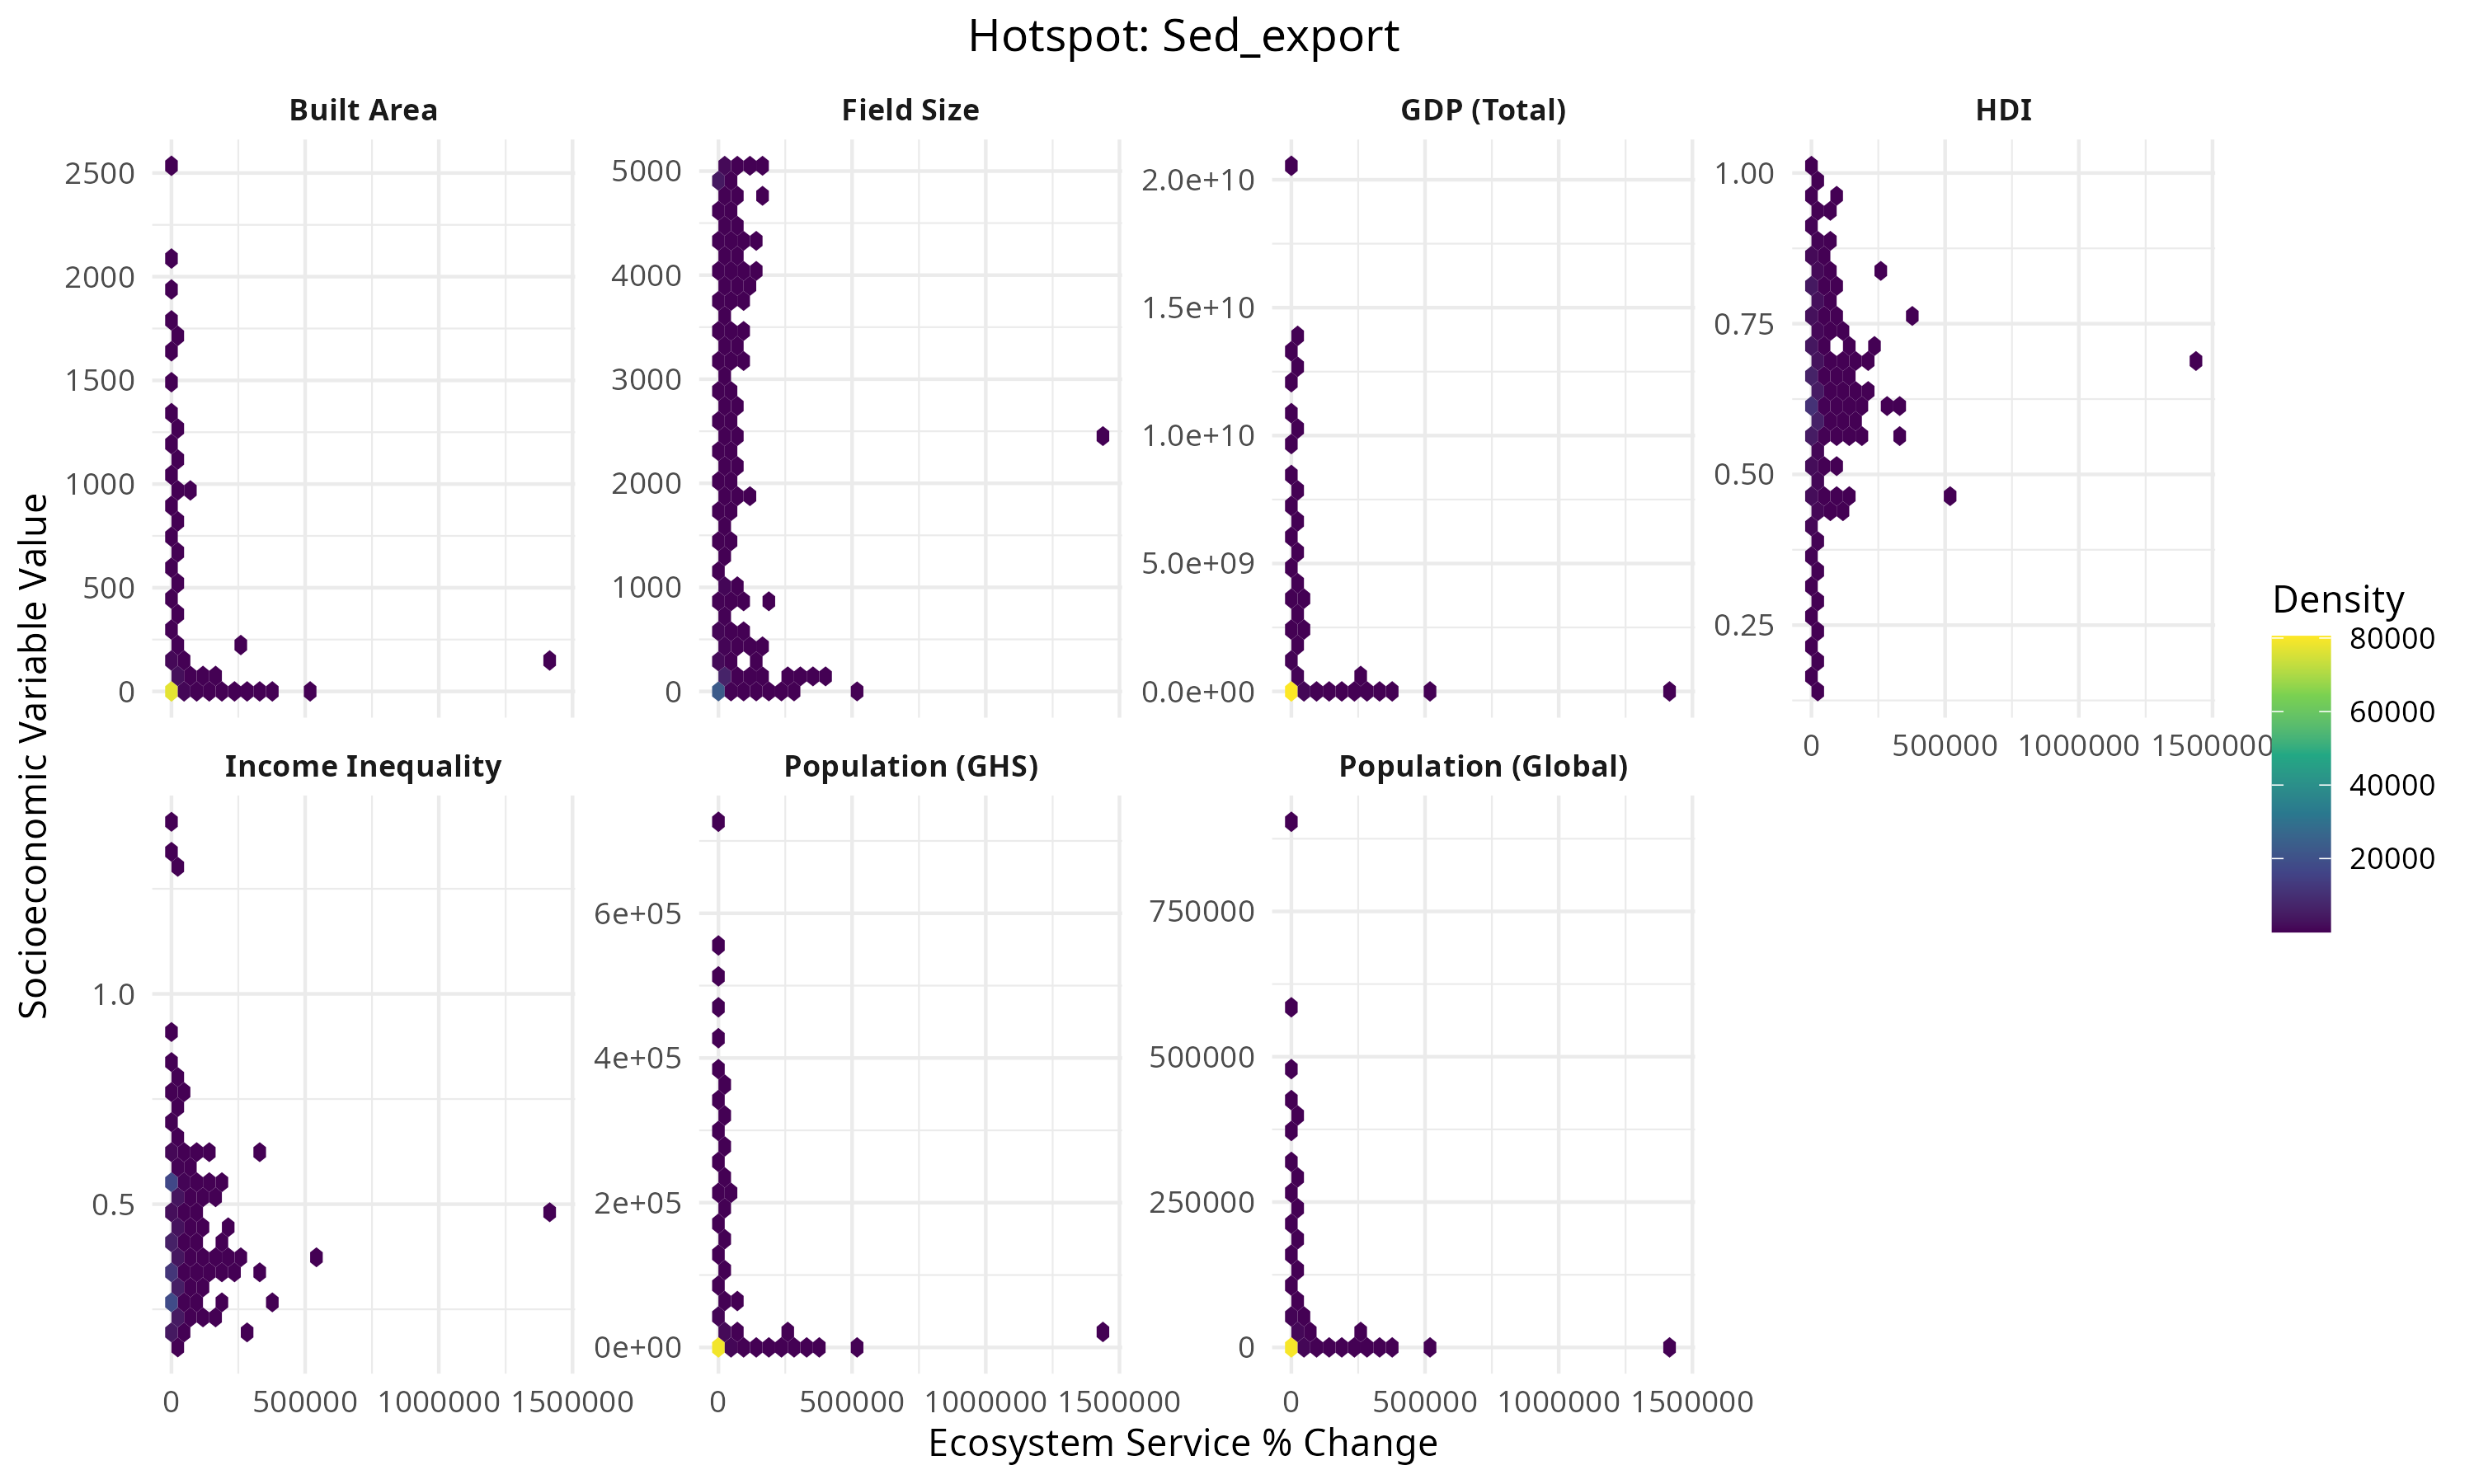 Hotspot: Sed_export
Built Area
Field Size
GDP (Total)
HDI
2500
2000
1500
1000
500
0
5000
4000
3000
2000
1000
0
2.0e+10
1.5e+10
1.0e+10
5.0e+09
0.0e+00
1.00
0.75
0.50
0.25
0 500000 1000000 1500000
Socioeconomic Variable Value
Density
80000
60000
40000
20000
Income Inequality
Population (GHS)
Population (Global)
1.0
0.5
6e+05
4e+05
2e+05
0e+00
750000
500000
250000
0
0 500000 1000000 1500000
0 500000 1000000 1500000
0 500000 1000000 1500000
Ecosystem Service % Change